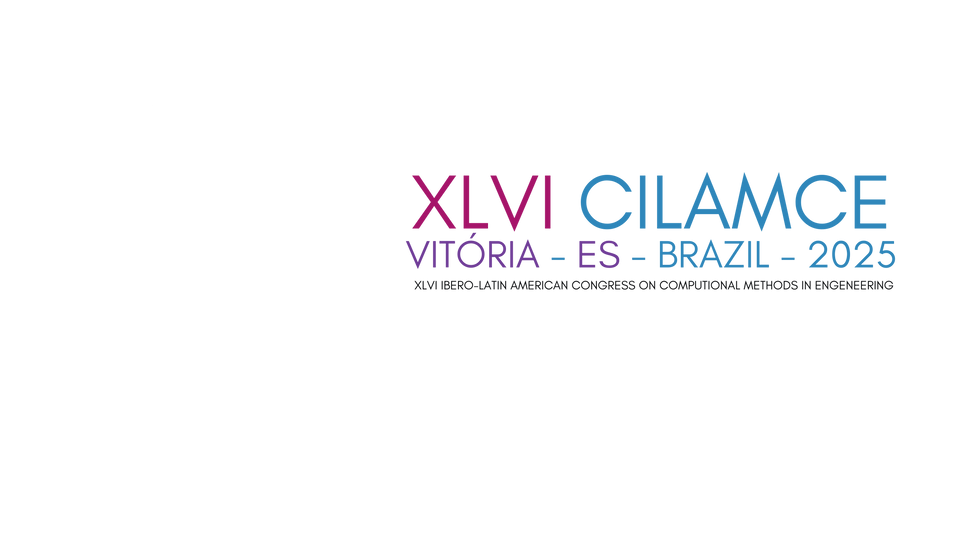 XLVI CILAMCE
VITÓRIA – ES – BRAZIL – 2025
XLVI IBERO-LATIN AMERICAN CONGRESS ON COMPUTIONAL METHODS IN ENGENEERING